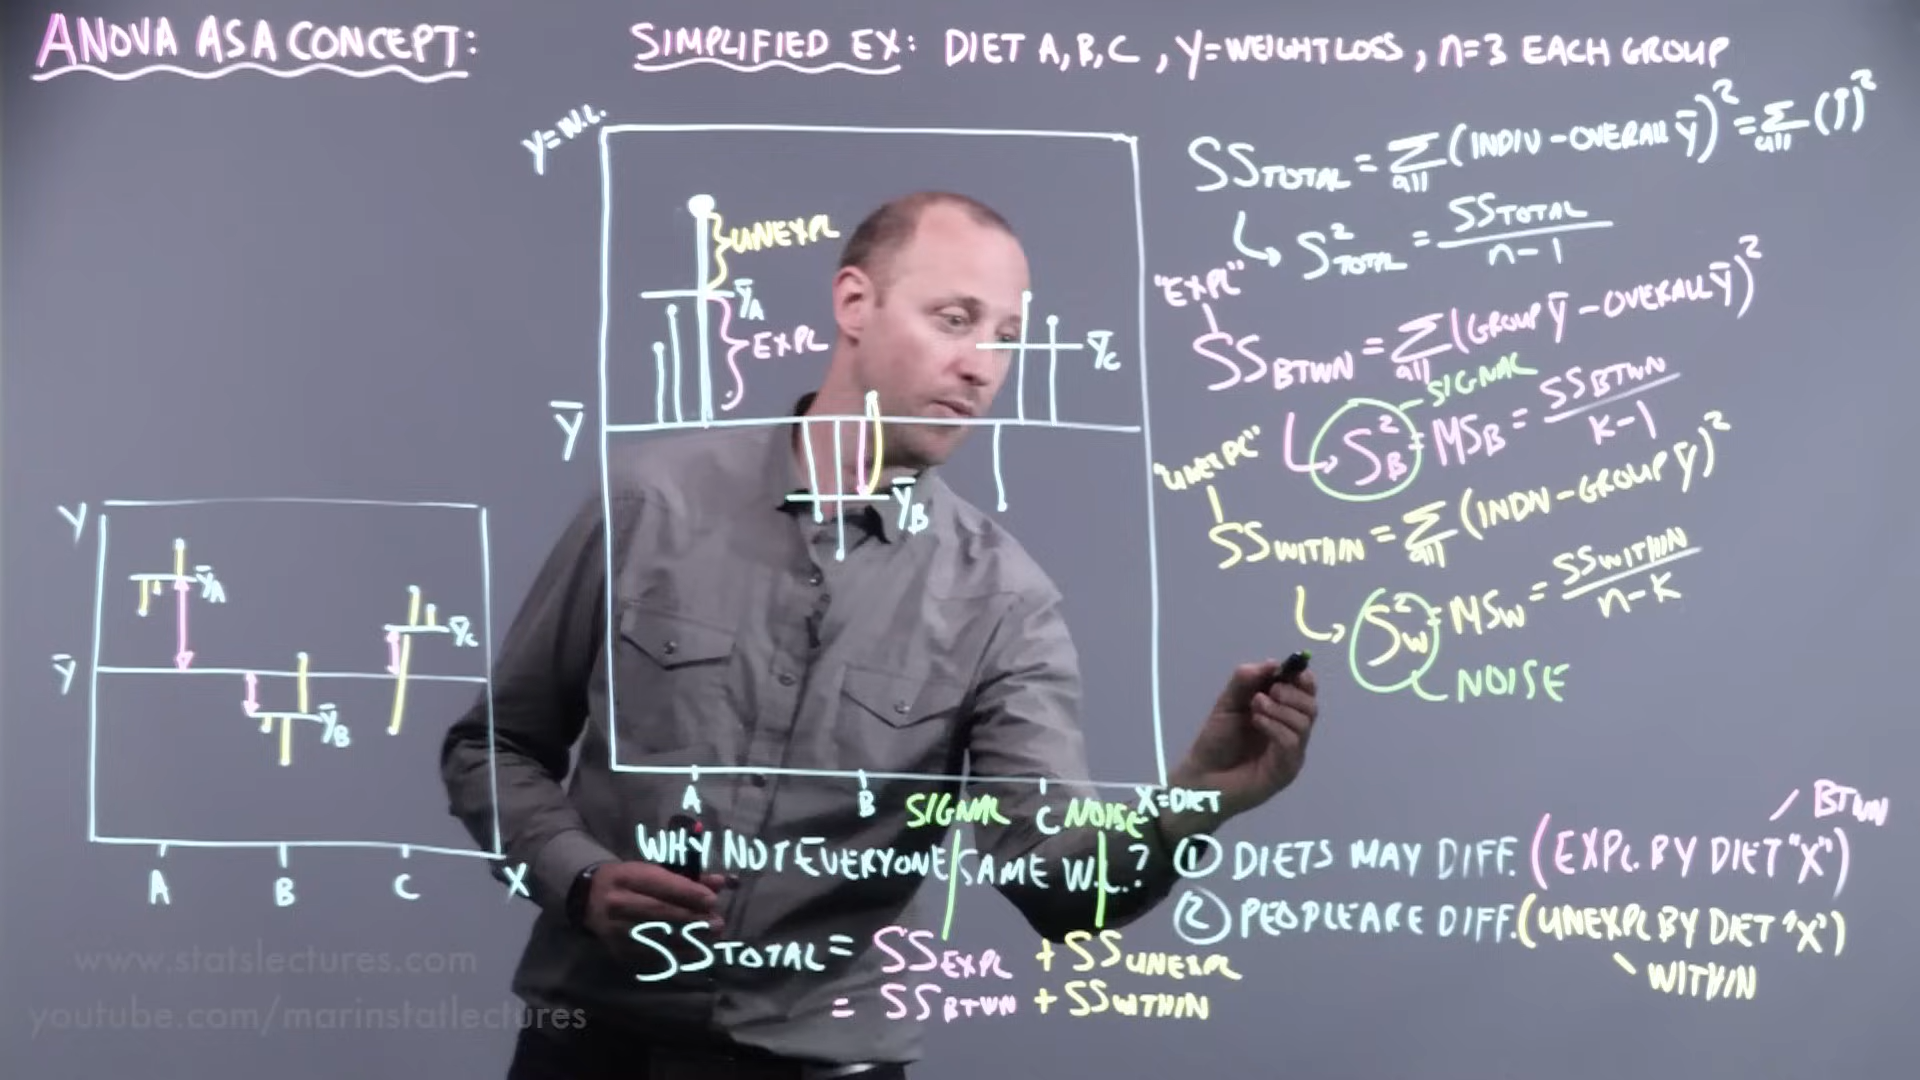 ANOVA AS A CONCEPT:
SIMPLIFIED EX: DIET A, B, C, Y=WEIGHT LOSS, n=3 EACH GROUP
Y=W.L.
UNEXPL
ȲA
EXPL
ȲC
Ȳ
ȲB
A B C X=DIET
SSTOTAL = Σall (INDIV - OVERALL Ȳ)² = Σall (↕)²
S²TOTAL = SSTOTAL / n-1
"EXPL"
SSBTWN = Σall (GROUP Ȳ - OVERALL Ȳ)²
SIGNAL
S²B = MSB = SSBTWN / K-1
"UNEXPL"
SSWITHIN = Σall (INDIV - GROUP Ȳ)²
S²W = MSW = SSWITHIN / n-K
NOISE
Y
ȲA
ȲC
Ȳ
ȲB
A B C X
SIGNAL NOISE
WHY NOT EVERYONE SAME W.L.?
① DIETS MAY DIFF. (EXPL. BY DIET "X")
BTWN
② PEOPLE ARE DIFF. (UNEXPL BY DIET "X")
WITHIN
SSTOTAL = SSEXPL + SSUNEXPL
= SSBTWN + SSWITHIN
www.statslectures.com
youtube.com/marinstatlectures